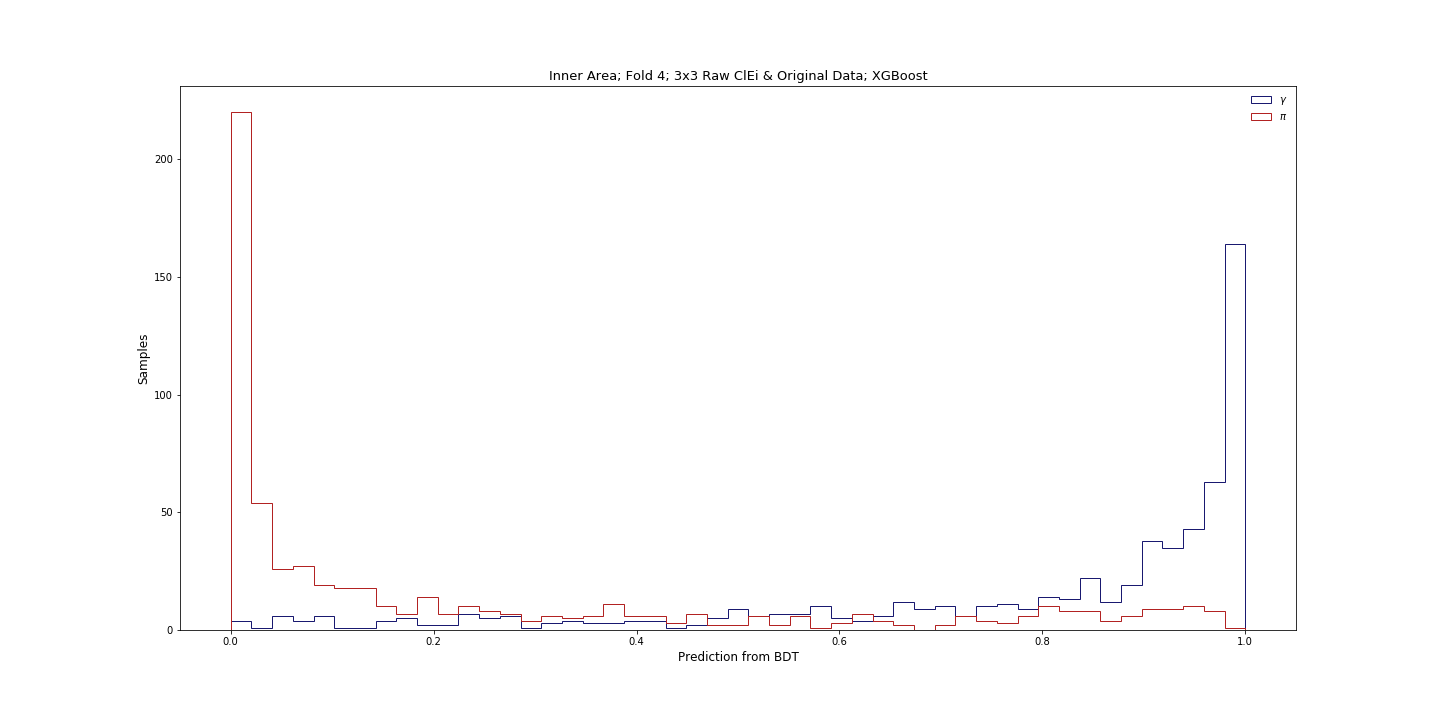 Inner Area; Fold 4; 3x3 Raw ClEi & Original Data; XGBoost
γ
π
200
150
100
50
0
Samples
0.0 0.2 0.4 0.6 0.8 1.0
Prediction from BDT